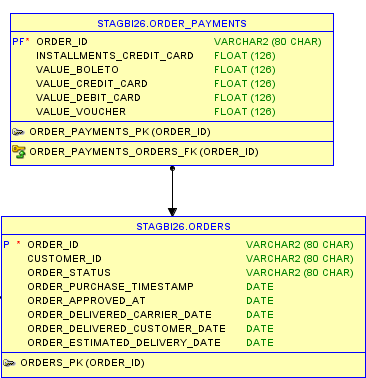 STAGBI26.ORDER_PAYMENTS
PF* ORDER_ID VARCHAR2 (80 CHAR)
INSTALLMENTS_CREDIT_CARD FLOAT (126)
VALUE_BOLETO FLOAT (126)
VALUE_CREDIT_CARD FLOAT (126)
VALUE_DEBIT_CARD FLOAT (126)
VALUE_VOUCHER FLOAT (126)
ORDER_PAYMENTS_PK (ORDER_ID)
ORDER_PAYMENTS_ORDERS_FK (ORDER_ID)
STAGBI26.ORDERS
P * ORDER_ID VARCHAR2 (80 CHAR)
CUSTOMER_ID VARCHAR2 (80 CHAR)
ORDER_STATUS VARCHAR2 (80 CHAR)
ORDER_PURCHASE_TIMESTAMP DATE
ORDER_APPROVED_AT DATE
ORDER_DELIVERED_CARRIER_DATE DATE
ORDER_DELIVERED_CUSTOMER_DATE DATE
ORDER_ESTIMATED_DELIVERY_DATE DATE
ORDERS_PK (ORDER_ID)